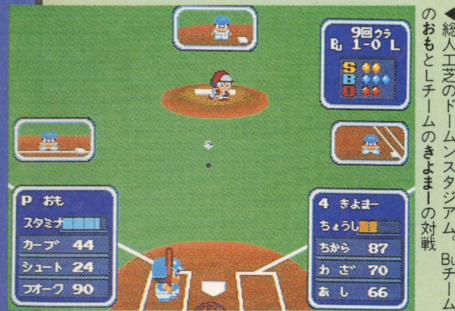 9回ウラ
Bu 1-0 L
S
B
O
P おも
スタミナ
カーブ 44
シュート 24
フオーク 90
4 きよまー
ちょうし
ちから 87
わざ 70
あし 66
◀総人工芝のドームンスタジアム。Buチーム
のおもとLチームのきよまーの対戦